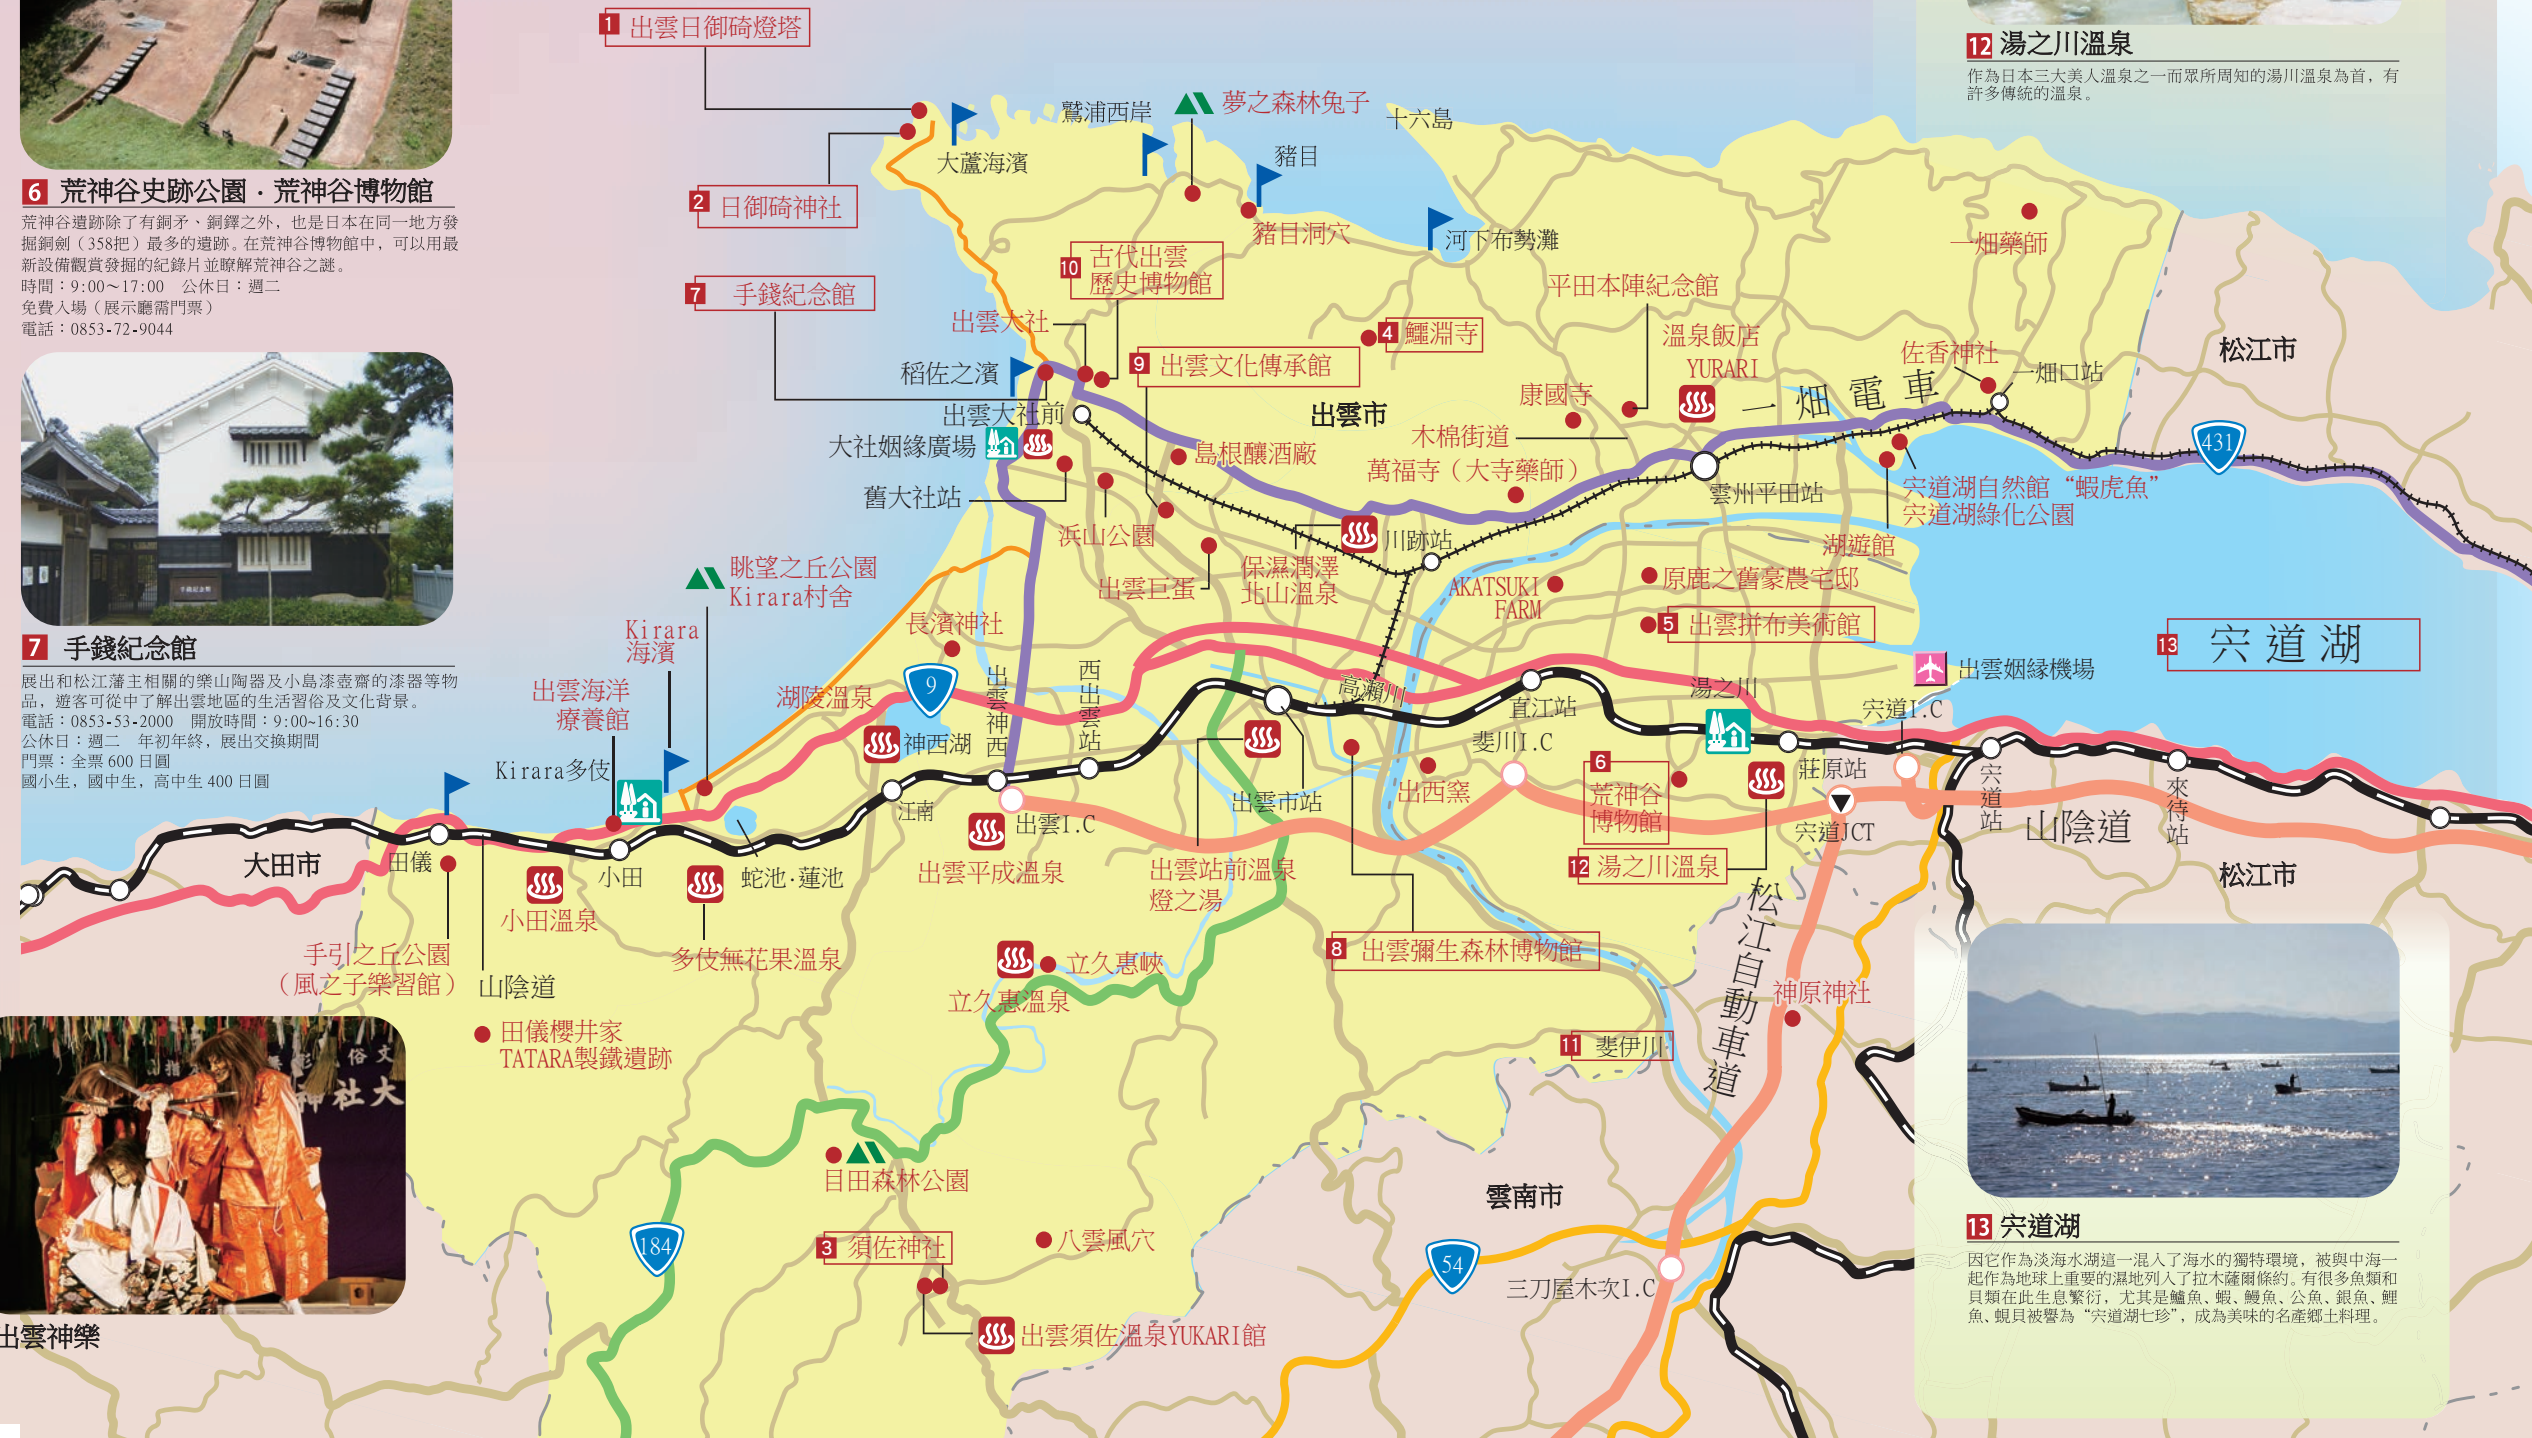 6 荒神谷史跡公園．荒神谷博物館
荒神谷遺跡除了有銅矛、銅鐸之外，也是日本在同一地方發
掘銅劍（358把）最多的遺跡。在荒神谷博物館中，可以用最
新設備觀賞發掘的紀錄片並瞭解荒神谷之謎。
時間：9:00～17:00　公休日：週二
免費入場（展示廳需門票）
電話：0853-72-9044
7 手錢紀念館
展出和松江藩主相關的樂山陶器及小島漆壺齋的漆器等物
品，遊客可從中了解出雲地區的生活習俗及文化背景。
電話：0853-53-2000　開放時間：9:00~16:30
公休日：週二　年初年終，展出交換期間
門票：全票 600 日圓
國小生，國中生，高中生 400 日圓
出雲神樂
12 湯之川溫泉
作為日本三大美人溫泉之一而眾所周知的湯川溫泉為首，有
許多傳統的溫泉。
1 出雲日御碕燈塔
2 日御碕神社
大蘆海濱
鷲浦西岸
夢之森林兔子
十六島
豬目
豬目洞穴
河下布勢灘
一畑藥師
10 古代出雲
歷史博物館
7 手錢紀念館
出雲大社
平田本陣紀念館
4 鱷淵寺
溫泉飯店
YURARI
9 出雲文化傳承館
稻佐之濱
出雲大社前
出雲市
康國寺
一畑電車
佐香神社
一畑口站
松江市
431
大社姻緣廣場
島根釀酒廠
木棉街道
萬福寺（大寺藥師）
舊大社站
雲州平田站
宍道湖自然館“蝦虎魚”
宍道湖綠化公園
浜山公園
川跡站
湖遊館
眺望之丘公園
Kirara村舍
出雲巨蛋
保濕潤澤
北山溫泉
AKATSUKI
FARM
原鹿之舊豪農宅邸
Kirara
海濱
長濱神社
5 出雲拼布美術館
13 宍道湖
出雲姻緣機場
出雲海洋
療養館
湖陵溫泉
9
出雲神西
西出雲站
高瀨川
直江站
湯之川
宍道I.C
神西湖
斐川I.C
Kirara多伎
江南
出雲I.C
出雲市站
出西窯
6 荒神谷
博物館
莊原站
宍道JCT
宍道站
來待站
山陰道
大田市
田儀
小田
蛇池·蓮池
出雲平成溫泉
出雲站前溫泉
燈之湯
12 湯之川溫泉
松江市
小田溫泉
多伎無花果溫泉
手引之丘公園
（風之子樂習館）
山陰道
立久惠峽
立久惠溫泉
8 出雲彌生森林博物館
松江自動車道
神原神社
田儀櫻井家
TATARA製鐵遺跡
11 斐伊川
目田森林公園
184
3 須佐神社
八雲風穴
雲南市
54
三刀屋木次I.C
出雲須佐溫泉YUKARI館
13 宍道湖
因它作為淡海水湖這一混入了海水的獨特環境，被與中海一
起作為地球上重要的濕地列入了拉木薩爾條約。有很多魚類和
貝類在此生息繁衍，尤其是鱸魚、蝦、鰻魚、公魚、銀魚、鯉
魚、蜆貝被譽為“宍道湖七珍”，成為美味的名產鄉土料理。